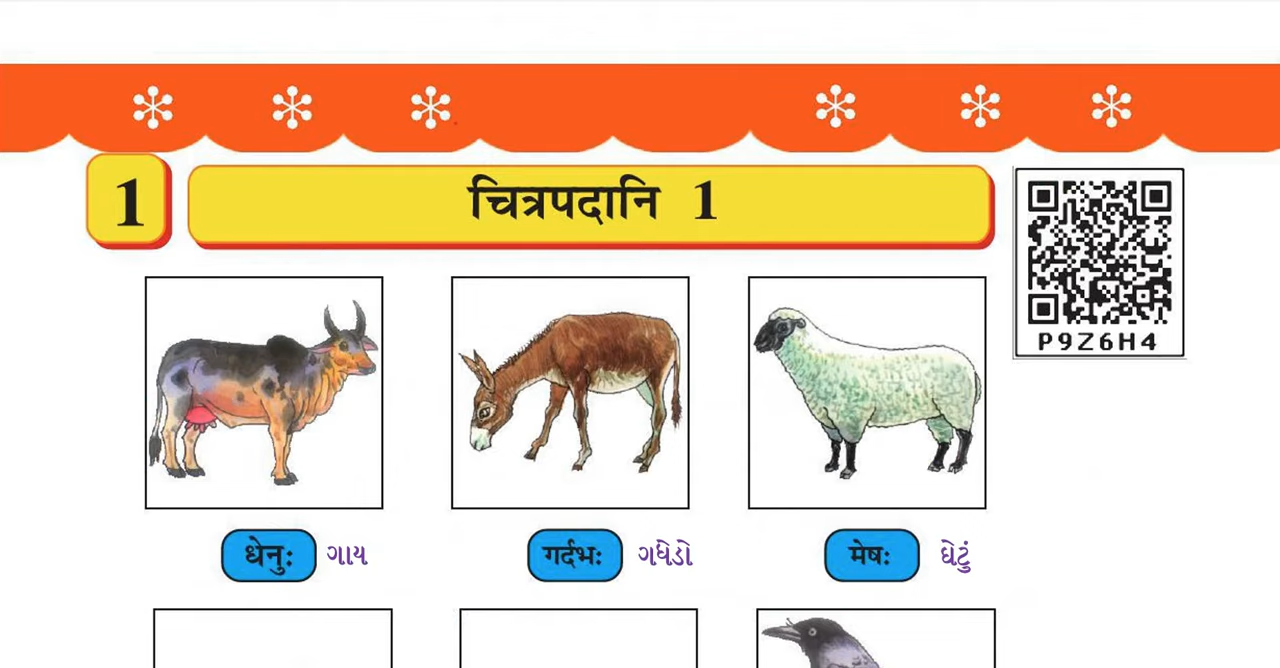 1
चित्रपदानि 1
P9Z6H4
धेनुः ગાય
गर्दभः ગધેડો
मेषः ઘેટું